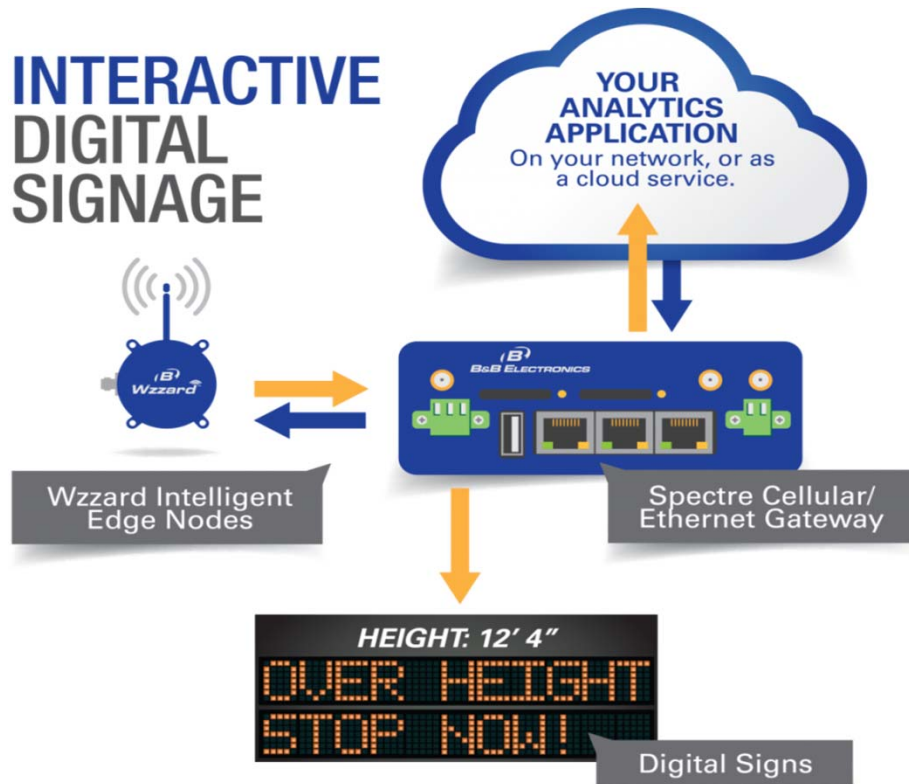 INTERACTIVE
DIGITAL
SIGNAGE
YOUR
ANALYTICS
APPLICATION
On your network, or as
a cloud service.
B
Wzzard
B
B&B ELECTRONICS
Wzzard Intelligent
Edge Nodes
Spectre Cellular/
Ethernet Gateway
HEIGHT: 12' 4"
OVER HEIGHT
STOP NOW!
Digital Signs